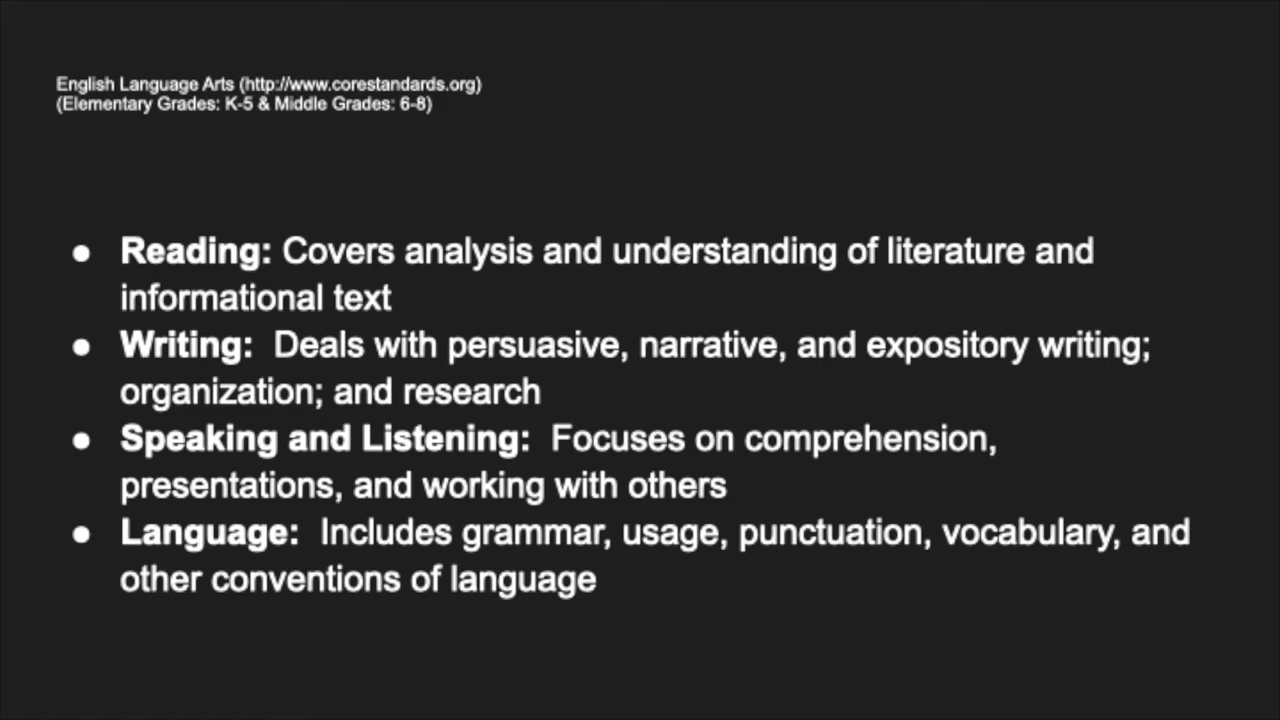 English Language Arts (http://www.corestandards.org)
(Elementary Grades: K-5 & Middle Grades: 6-8)
● Reading: Covers analysis and understanding of literature and
informational text
● Writing:  Deals with persuasive, narrative, and expository writing;
organization; and research
● Speaking and Listening:  Focuses on comprehension,
presentations, and working with others
● Language:  Includes grammar, usage, punctuation, vocabulary, and
other conventions of language